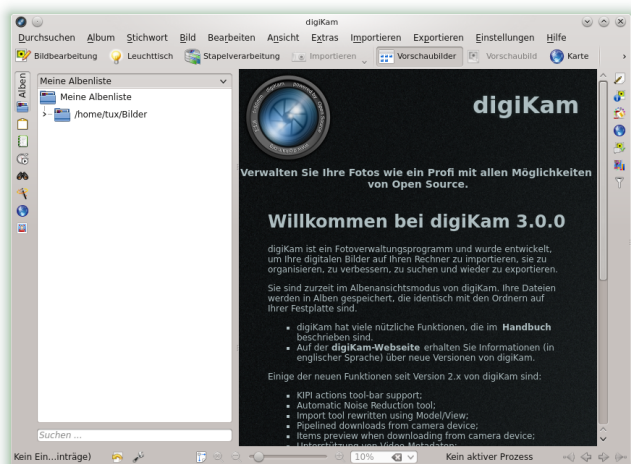 digiKam
Durchsuchen Album Stichwort Bild Bearbeiten Ansicht Extras Importieren Exportieren Einstellungen Hilfe
Bildbearbeitung Leuchttisch Stapelverarbeitung Importieren Vorschaubilder Vorschaubild Karte
Alben
Meine Albenliste
Meine Albenliste
/home/tux/Bilder
Suchen ...
digiKam
Verwalten Sie Ihre Fotos wie ein Profi mit allen Möglichkeiten
von Open Source.
Willkommen bei digiKam 3.0.0
digiKam ist ein Fotoverwaltungsprogramm und wurde entwickelt,
um Ihre digitalen Bilder auf Ihren Rechner zu importieren, sie zu
organisieren, zu verbessern, zu suchen und wieder zu exportieren.
Sie sind zurzeit im Albenansichtsmodus von digiKam. Ihre Dateien
werden in Alben gespeichert, die identisch mit den Ordnern auf
Ihrer Festplatte sind.
digiKam hat viele nützliche Funktionen, die im Handbuch
beschrieben sind.
Auf der digiKam-Webseite erhalten Sie Informationen (in
englischer Sprache) über neue Versionen von digiKam.
Einige der neuen Funktionen seit Version 2.x von digiKam sind:
KIPI actions tool-bar support;
Automatic Noise Reduction tool;
Import tool rewritten using Model/View;
Pipelined downloads from camera device;
Items preview when downloading from camera device;
Unterstützung von Video-Metadaten;
Kein Ein...inträge) 10% Kein aktiver Prozess